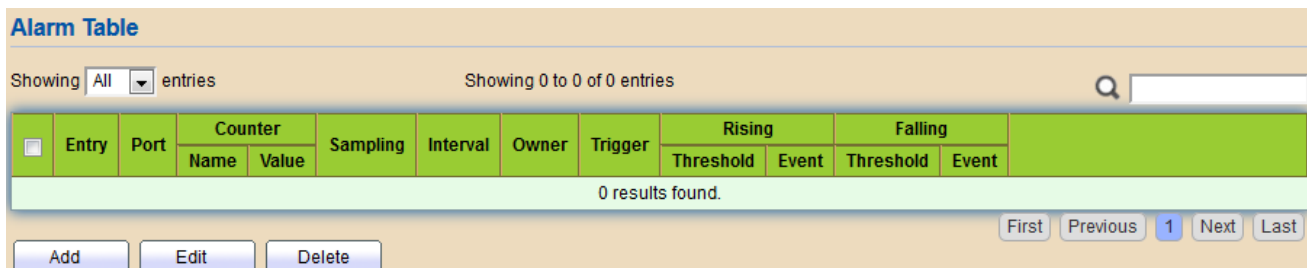 Alarm Table
Showing All entries Showing 0 to 0 of 0 entries
Entry Port Counter Sampling Interval Owner Trigger Rising Falling
Name Value Threshold Event Threshold Event
0 results found.
First Previous 1 Next Last
Add Edit Delete